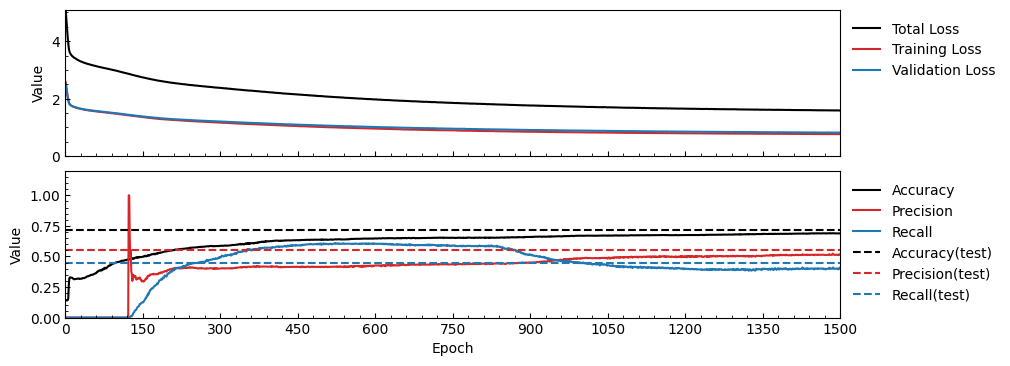 Value
4
2
0
Total Loss
Training Loss
Validation Loss
Value
1.00
0.75
0.50
0.25
0.00
0 150 300 450 600 750 900 1050 1200 1350 1500
Epoch
Accuracy
Precision
Recall
Accuracy(test)
Precision(test)
Recall(test)